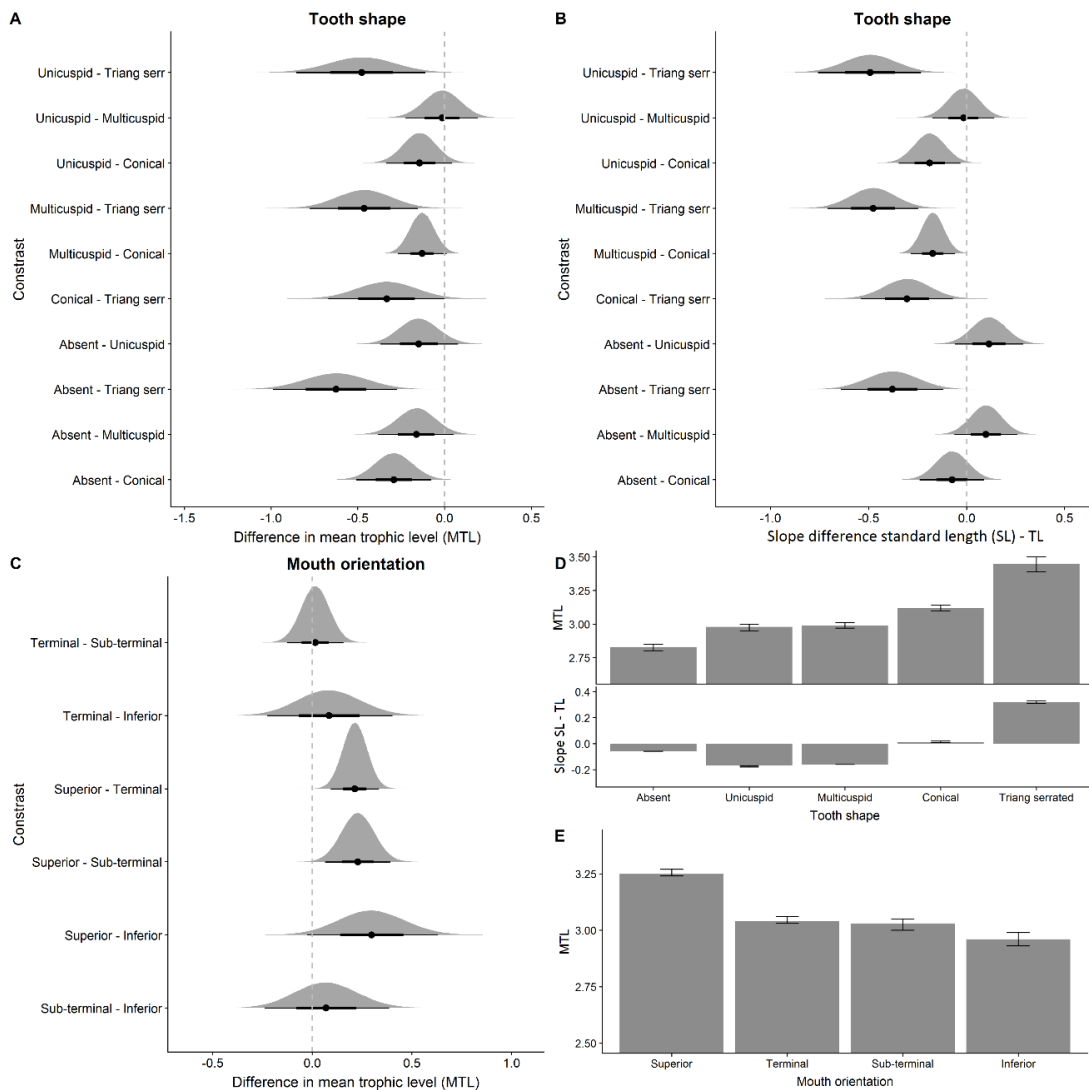 A
Tooth shape
Constrast
Unicuspid - Triang serr
Unicuspid - Multicuspid
Unicuspid - Conical
Multicuspid - Triang serr
Multicuspid - Conical
Conical - Triang serr
Absent - Unicuspid
Absent - Triang serr
Absent - Multicuspid
Absent - Conical
-1.5 -1.0 -0.5 0.0 0.5
Difference in mean trophic level (MTL)
B
Tooth shape
Constrast
Unicuspid - Triang serr
Unicuspid - Multicuspid
Unicuspid - Conical
Multicuspid - Triang serr
Multicuspid - Conical
Conical - Triang serr
Absent - Unicuspid
Absent - Triang serr
Absent - Multicuspid
Absent - Conical
-1.0 -0.5 0.0 0.5
Slope difference standard length (SL) - TL
C
Mouth orientation
Constrast
Terminal - Sub-terminal
Terminal - Inferior
Superior - Terminal
Superior - Sub-terminal
Superior - Inferior
Sub-terminal - Inferior
-0.5 0.0 0.5 1.0
Difference in mean trophic level (MTL)
D
MTL
3.50
3.25
3.00
2.75
Slope SL - TL
0.4
0.2
0.0
-0.2
Absent Unicuspid Multicuspid Conical Triang serrated
Tooth shape
E
MTL
3.25
3.00
2.75
2.50
Superior Terminal Sub-terminal Inferior
Mouth orientation